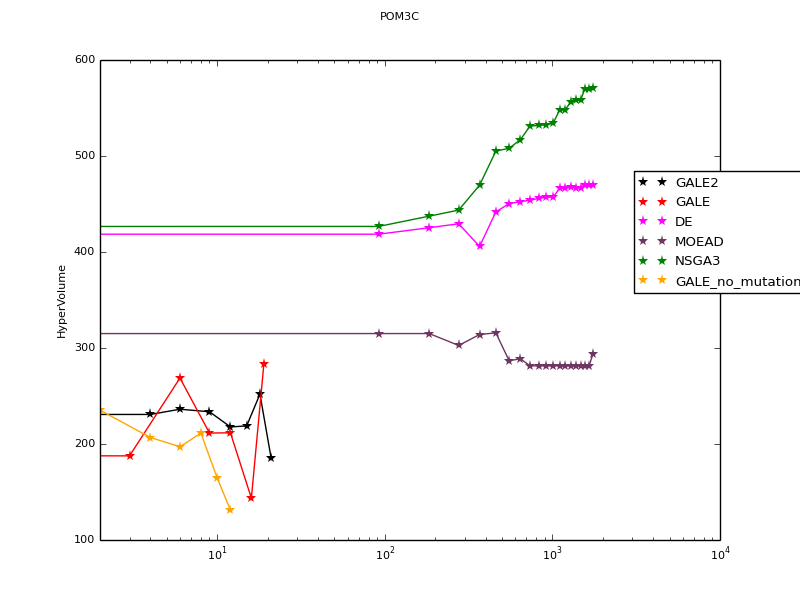 POM3C
600
500
400
300
200
100
HyperVolume
10^1
10^2
10^3
10^4
GALE2
GALE
DE
MOEAD
NSGA3
GALE_no_mutation